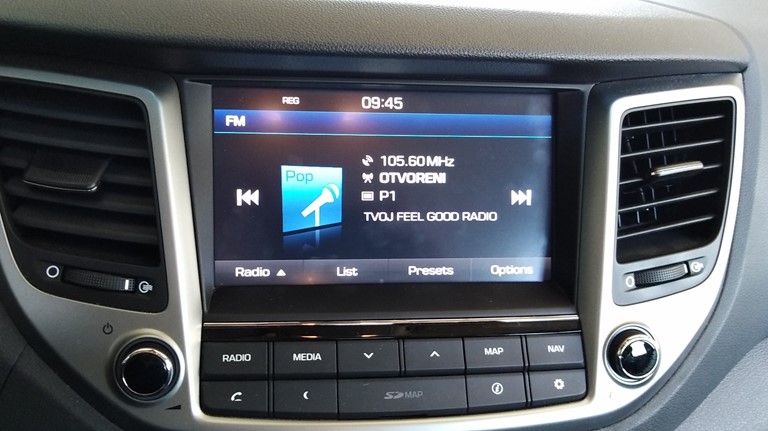 REG 09:45
FM
Pop
105.60MHz
OTVORENI
P1
TVOJ FEEL GOOD RADIO
Radio List Presets Options
RADIO MEDIA MAP NAV
SD MAP